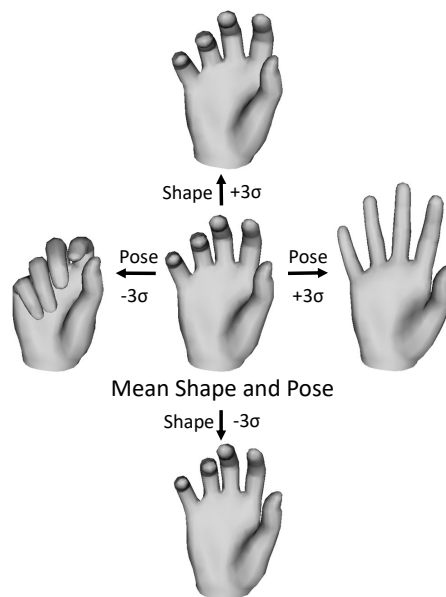 Shape +3σ
Pose
-3σ
Pose
+3σ
Mean Shape and Pose
Shape -3σ